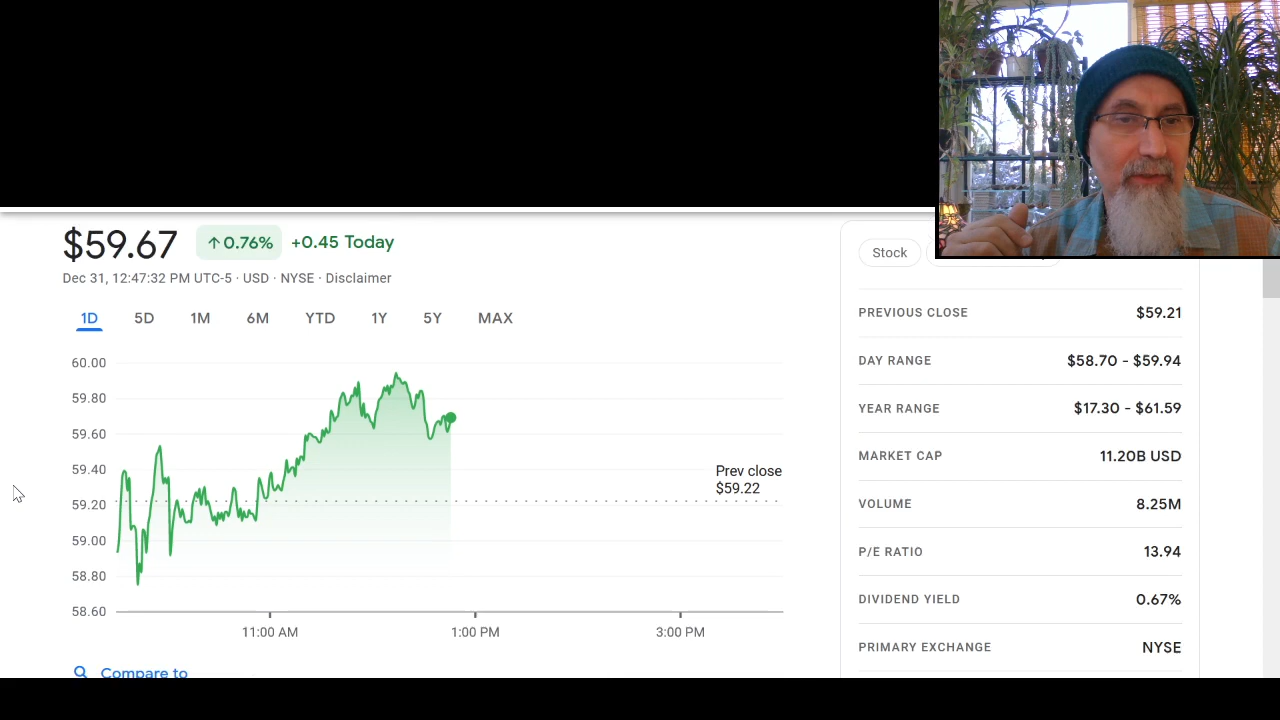 $59.67 ↑0.76% +0.45 Today
Dec 31, 12:47:32 PM UTC-5 · USD · NYSE · Disclaimer
1D 5D 1M 6M YTD 1Y 5Y MAX
60.00
59.80
59.60
59.40
59.20
59.00
58.80
58.60
Prev close
$59.22
11:00 AM 1:00 PM 3:00 PM
Compare to
Stock
PREVIOUS CLOSE $59.21
DAY RANGE $58.70 - $59.94
YEAR RANGE $17.30 - $61.59
MARKET CAP 11.20B USD
VOLUME 8.25M
P/E RATIO 13.94
DIVIDEND YIELD 0.67%
PRIMARY EXCHANGE NYSE